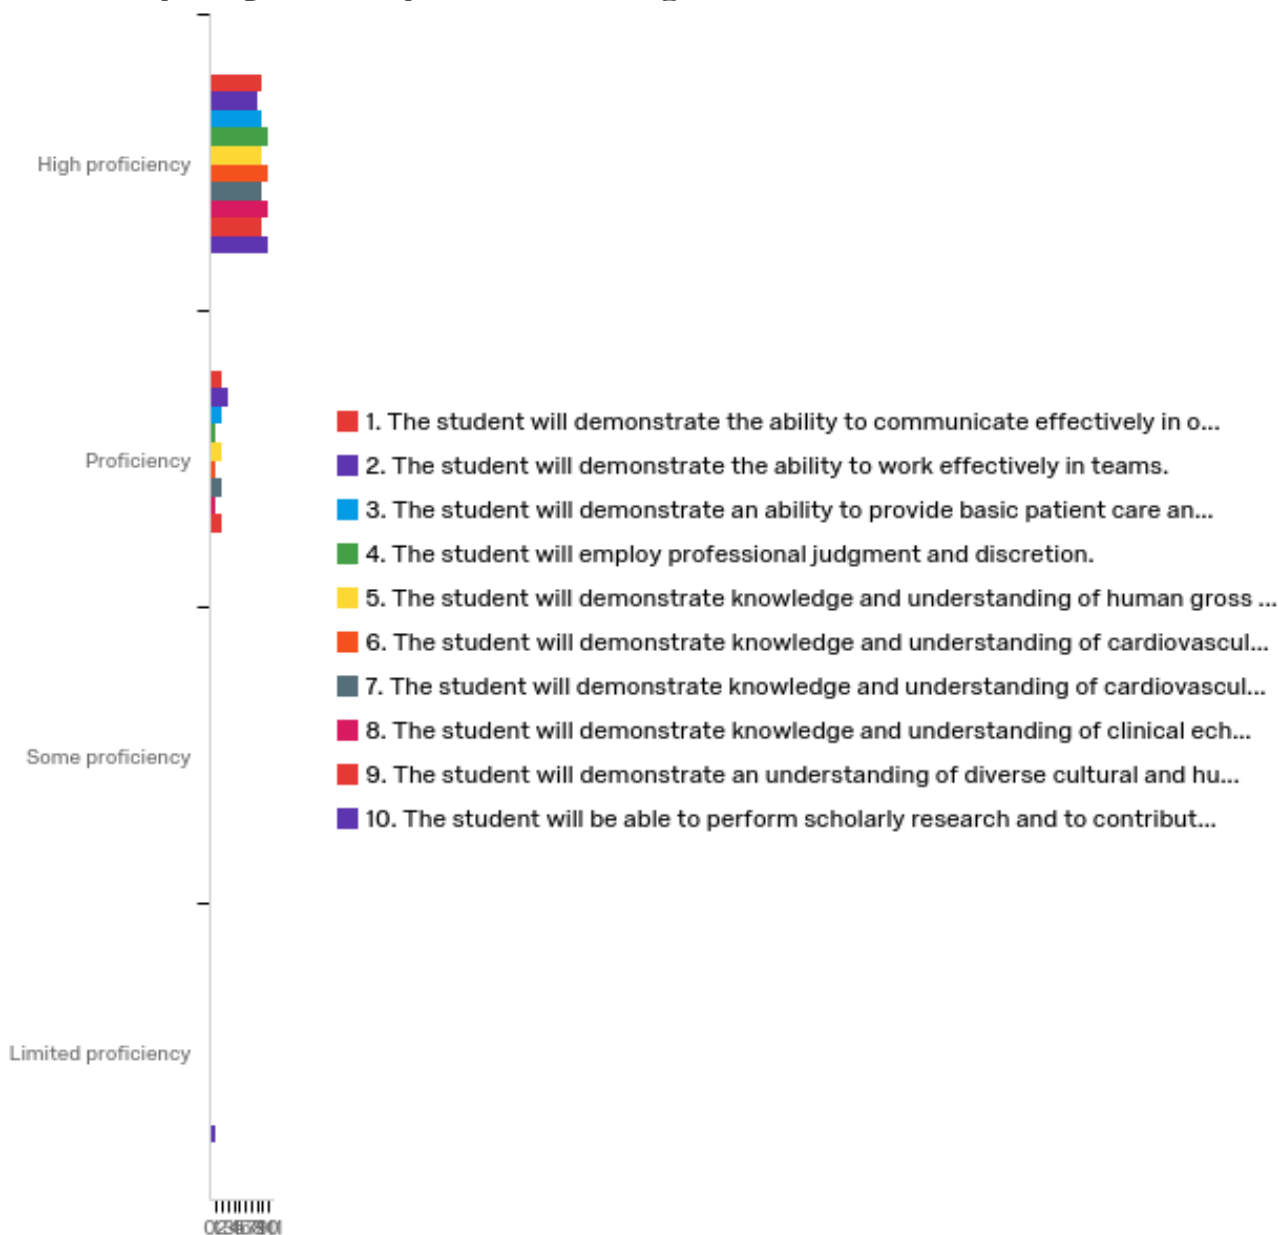 High proficiency
Proficiency
Some proficiency
Limited proficiency
1. The student will demonstrate the ability to communicate effectively in o...
2. The student will demonstrate the ability to work effectively in teams.
3. The student will demonstrate an ability to provide basic patient care an...
4. The student will employ professional judgment and discretion.
5. The student will demonstrate knowledge and understanding of human gross ...
6. The student will demonstrate knowledge and understanding of cardiovascul...
7. The student will demonstrate knowledge and understanding of cardiovascul...
8. The student will demonstrate knowledge and understanding of clinical ech...
9. The student will demonstrate an understanding of diverse cultural and hu...
10. The student will be able to perform scholarly research and to contribut...